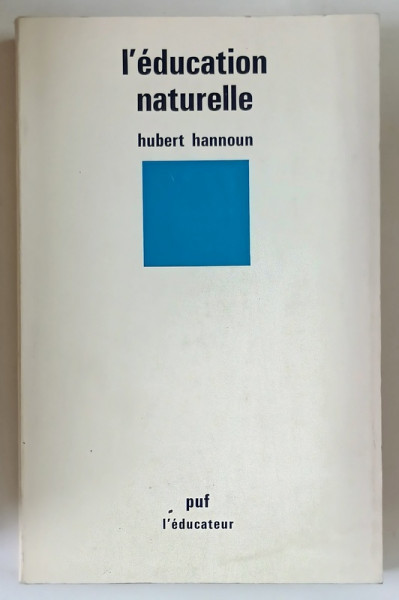 l'éducation
naturelle
hubert hannoun
puf
l'éducateur